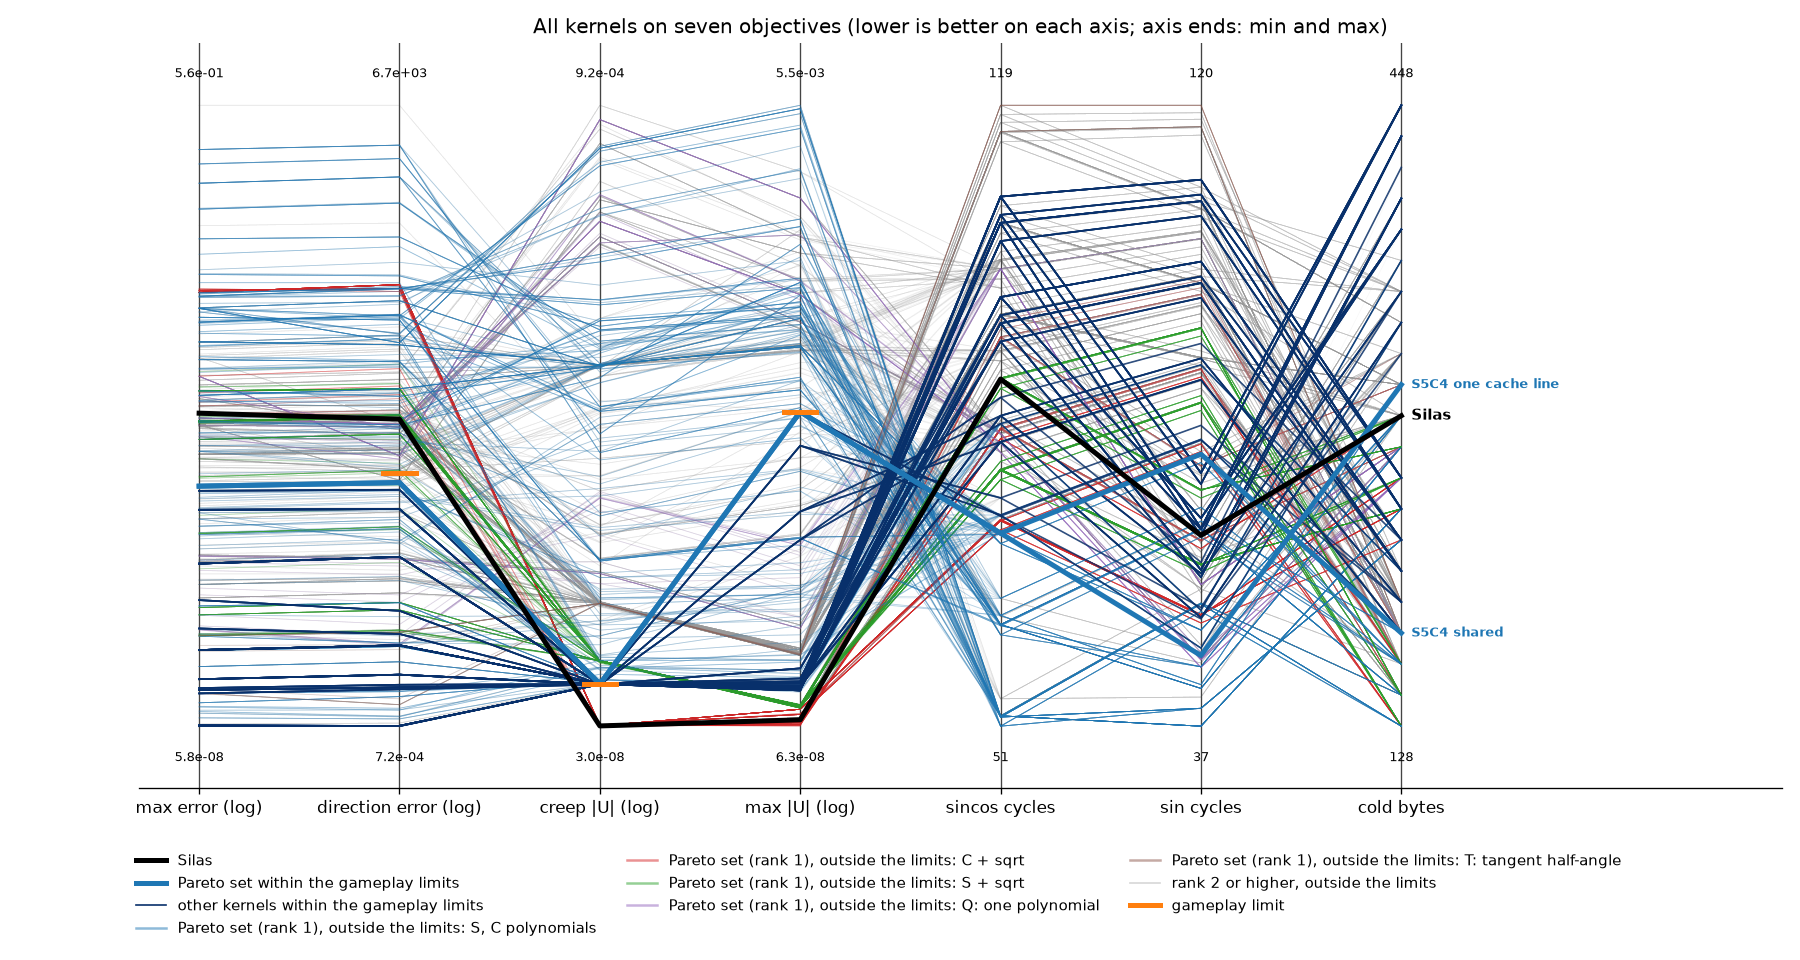 All kernels on seven objectives (lower is better on each axis; axis ends: min and max)
5.6e-01 6.7e+03 9.2e-04 5.5e-03 119 120 448
S5C4 one cache line
Silas
S5C4 shared
5.8e-08 7.2e-04 3.0e-08 6.3e-08 51 37 128
max error (log) direction error (log) creep |U| (log) max |U| (log) sincos cycles sin cycles cold bytes
Silas
Pareto set within the gameplay limits
other kernels within the gameplay limits
Pareto set (rank 1), outside the limits: S, C polynomials
Pareto set (rank 1), outside the limits: C + sqrt
Pareto set (rank 1), outside the limits: S + sqrt
Pareto set (rank 1), outside the limits: Q: one polynomial
Pareto set (rank 1), outside the limits: T: tangent half-angle
rank 2 or higher, outside the limits
gameplay limit